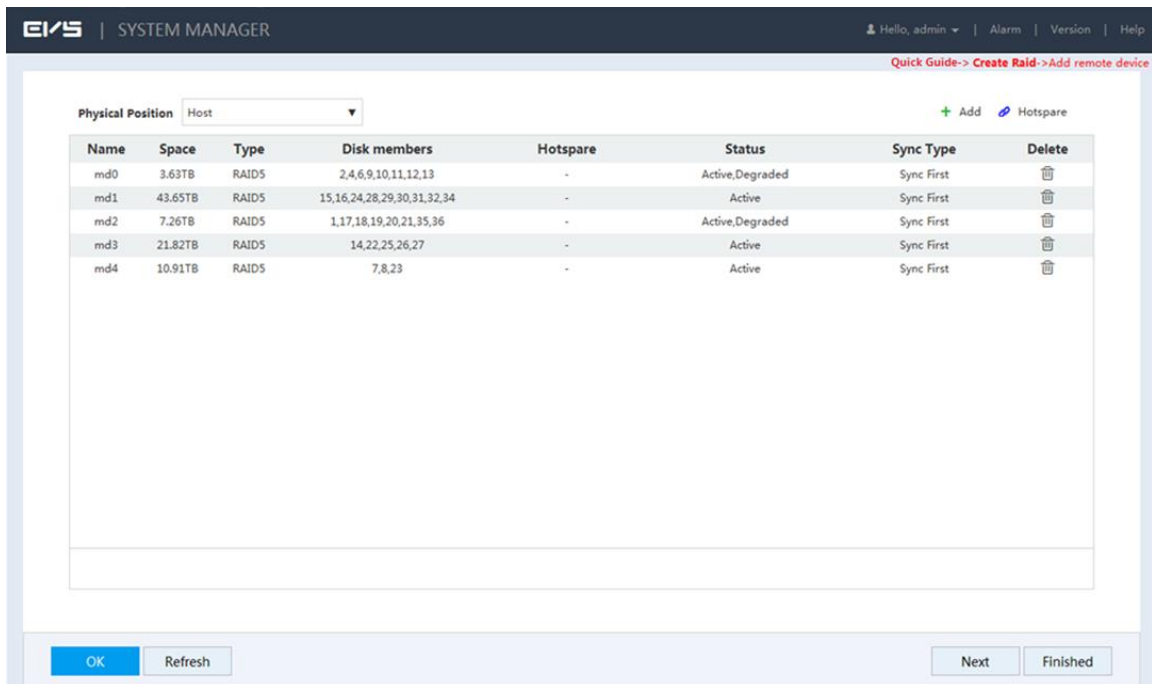 EVS | SYSTEM MANAGER Hello, admin | Alarm | Version | Help
Quick Guide-> Create Raid->Add remote device
Physical Position Host + Add Hotspare
Name Space Type Disk members Hotspare Status Sync Type Delete
md0 3.63TB RAID5 2,4,6,9,10,11,12,13 - Active,Degraded Sync First
md1 43.65TB RAID5 15,16,24,28,29,30,31,32,34 - Active Sync First
md2 7.26TB RAID5 1,17,18,19,20,21,35,36 - Active,Degraded Sync First
md3 21.82TB RAID5 14,22,25,26,27 - Active Sync First
md4 10.91TB RAID5 7,8,23 - Active Sync First
OK Refresh Next Finished